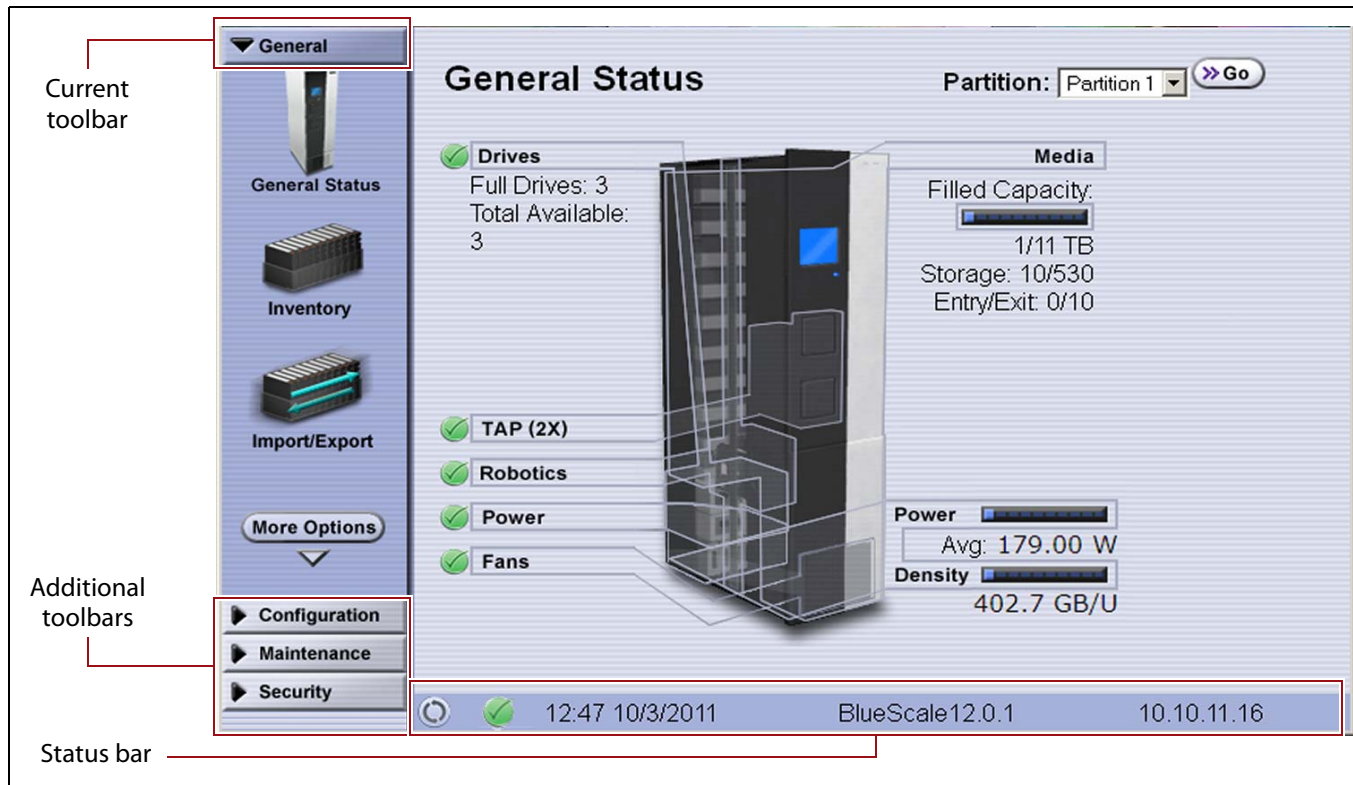 Current
toolbar
General
General Status
Inventory
Import/Export
More Options
Additional
toolbars
Configuration
Maintenance
Security
General Status
Partition: Partition 1 >> Go
Drives
Full Drives: 3
Total Available:
3
Media
Filled Capacity:
1/11 TB
Storage: 10/530
Entry/Exit: 0/10
TAP (2X)
Robotics
Power
Fans
Power
Avg: 179.00 W
Density
402.7 GB/U
12:47 10/3/2011 BlueScale12.0.1 10.10.11.16
Status bar